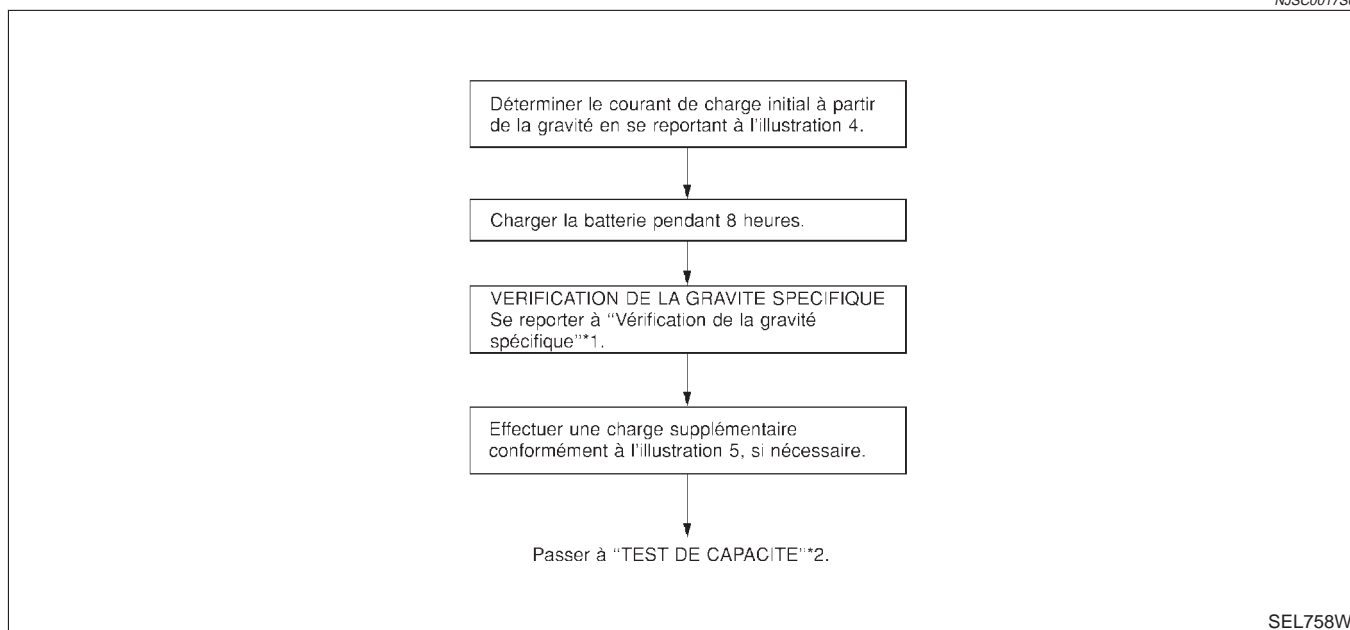 Déterminer le courant de charge initial à partir
de la gravité en se reportant à l'illustration 4.
Charger la batterie pendant 8 heures.
VERIFICATION DE LA GRAVITE SPECIFIQUE
Se reporter à “Vérification de la gravité
spécifique”*1.
Effectuer une charge supplémentaire
conformément à l'illustration 5, si nécessaire.
Passer à “TEST DE CAPACITE”*2.
SEL758W